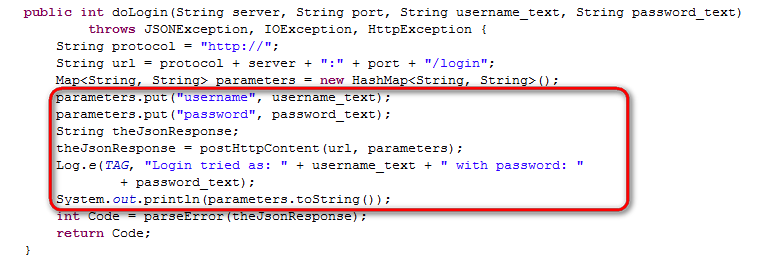 public int doLogin(String server, String port, String username_text, String password_text)
throws JSONException, IOException, HttpException {
String protocol = "http://";
String url = protocol + server + ":" + port + "/login";
Map<String, String> parameters = new HashMap<String, String>();
parameters.put("username", username_text);
parameters.put("password", password_text);
String theJsonResponse;
theJsonResponse = postHttpContent(url, parameters);
Log.e(TAG, "Login tried as: " + username_text + " with password: "
+ password_text);
System.out.println(parameters.toString());
int Code = parseError(theJsonResponse);
return Code;
}